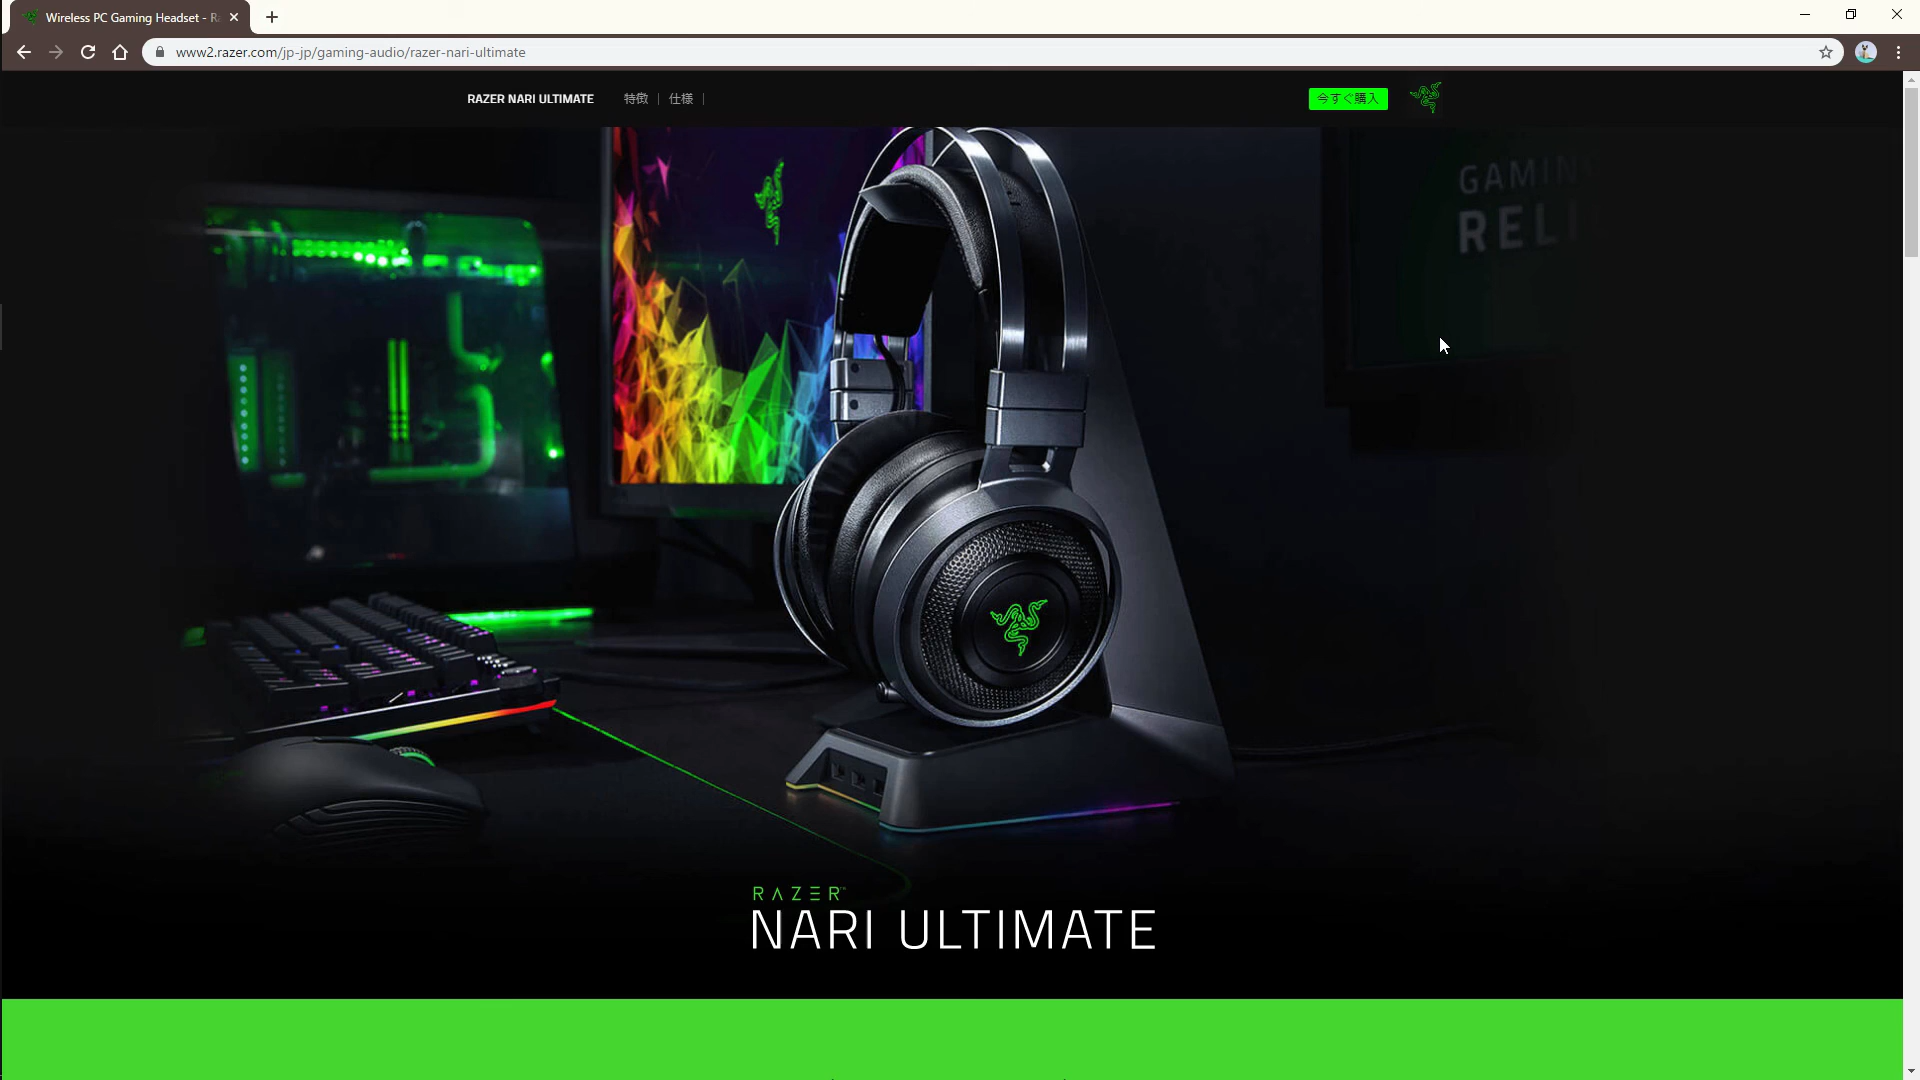 Wireless PC Gaming Headset - R
www2.razer.com/jp-jp/gaming-audio/razer-nari-ultimate
RAZER NARI ULTIMATE 特徴 仕様 今すぐ購入
GAMIN
RELI
RAZER™
NARI ULTIMATE